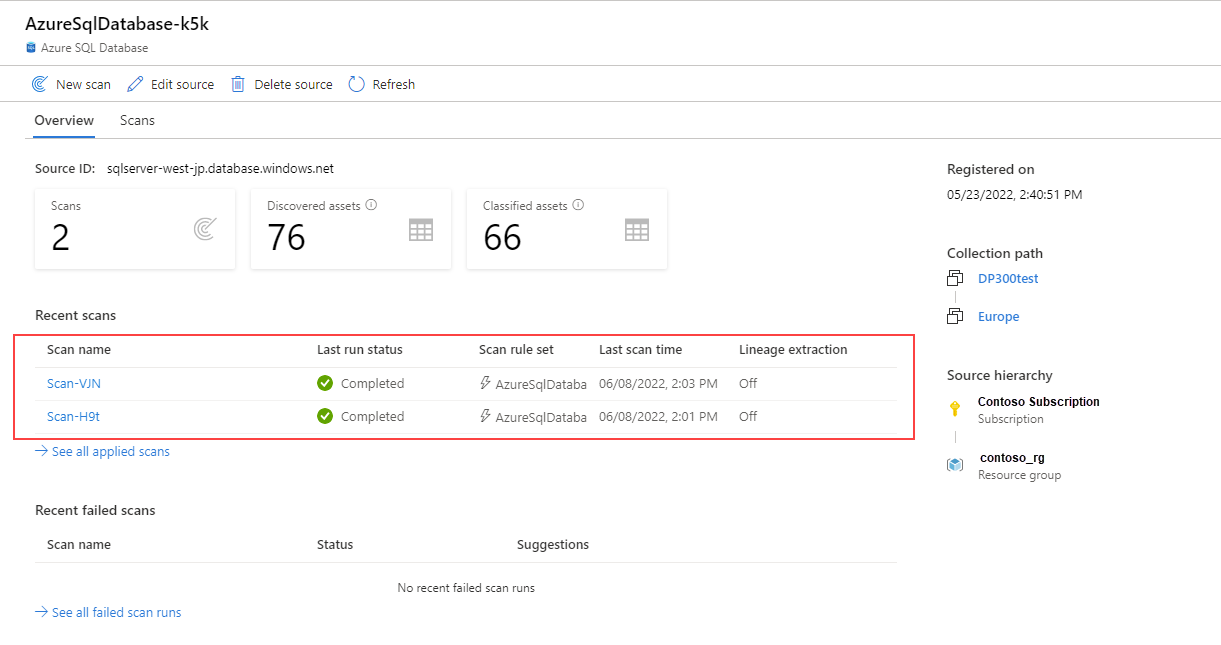 AzureSqlDatabase-k5k
Azure SQL Database
New scan Edit source Delete source Refresh
Overview Scans
Source ID: sqlserver-west-jp.database.windows.net
Scans
2
Discovered assets
76
Classified assets
66
Recent scans
Scan name Last run status Scan rule set Last scan time Lineage extraction
Scan-VJN Completed AzureSqlDataba 06/08/2022, 2:03 PM Off
Scan-H9t Completed AzureSqlDataba 06/08/2022, 2:01 PM Off
See all applied scans
Recent failed scans
Scan name Status Suggestions
No recent failed scan runs
See all failed scan runs
Registered on
05/23/2022, 2:40:51 PM
Collection path
DP300test
Europe
Source hierarchy
Contoso Subscription
Subscription
contoso_rg
Resource group